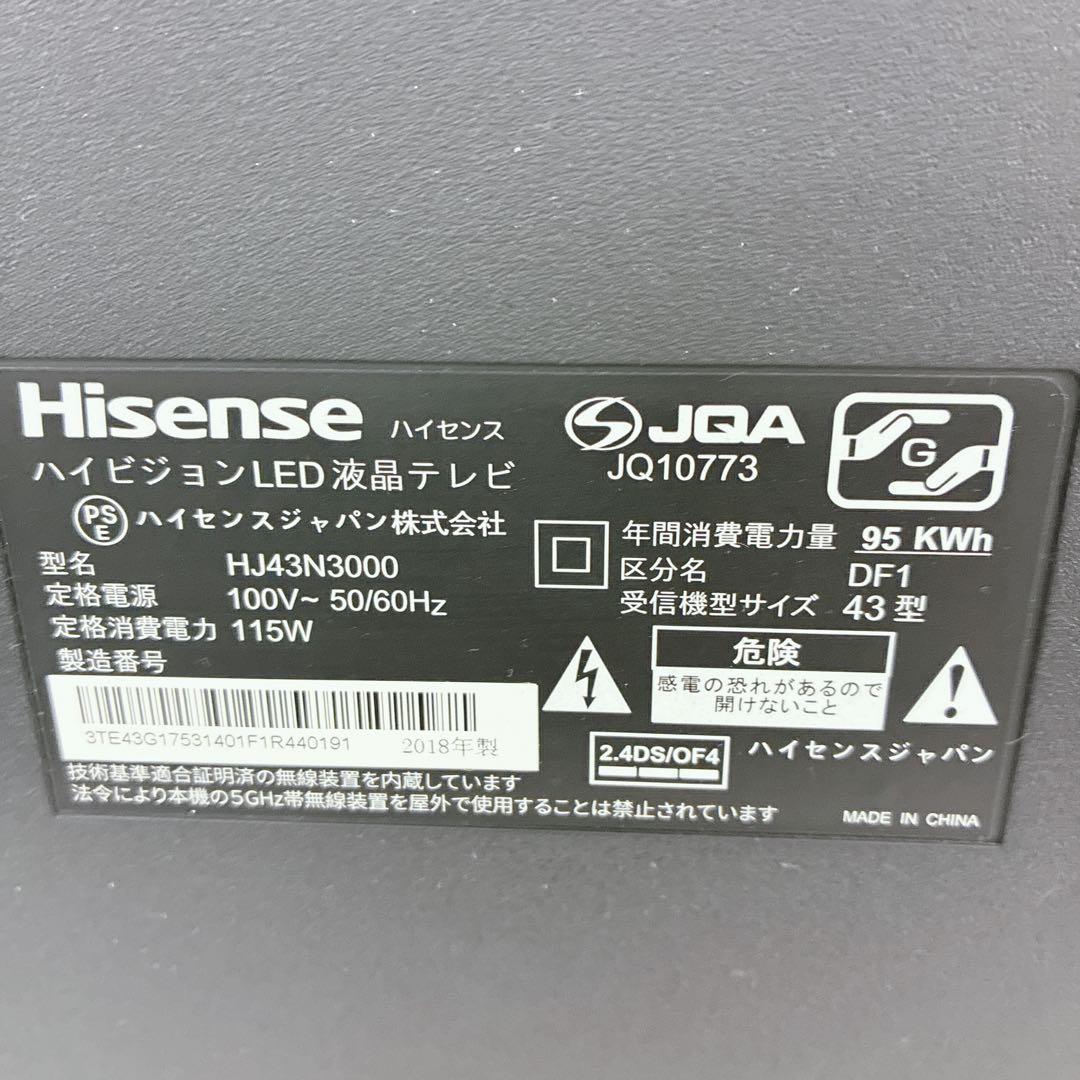 Hisense ハイセンス
ハイビジョンLED液晶テレビ
PSE ハイセンスジャパン株式会社
型名 HJ43N3000
定格電源 100V~ 50/60Hz
定格消費電力 115W
製造番号
3TE43G17531401F1R440191 2018年製
技術基準適合証明済の無線装置を内蔵しています
法令により本機の5GHz帯無線装置を屋外で使用することは禁止されています
JQA
JQ10773
G
年間消費電力量 95 KWh
区分名 DF1
受信機型サイズ 43型
危険
感電の恐れがあるので
開けないこと
2.4DS/OF4
ハイセンスジャパン
MADE IN CHINA